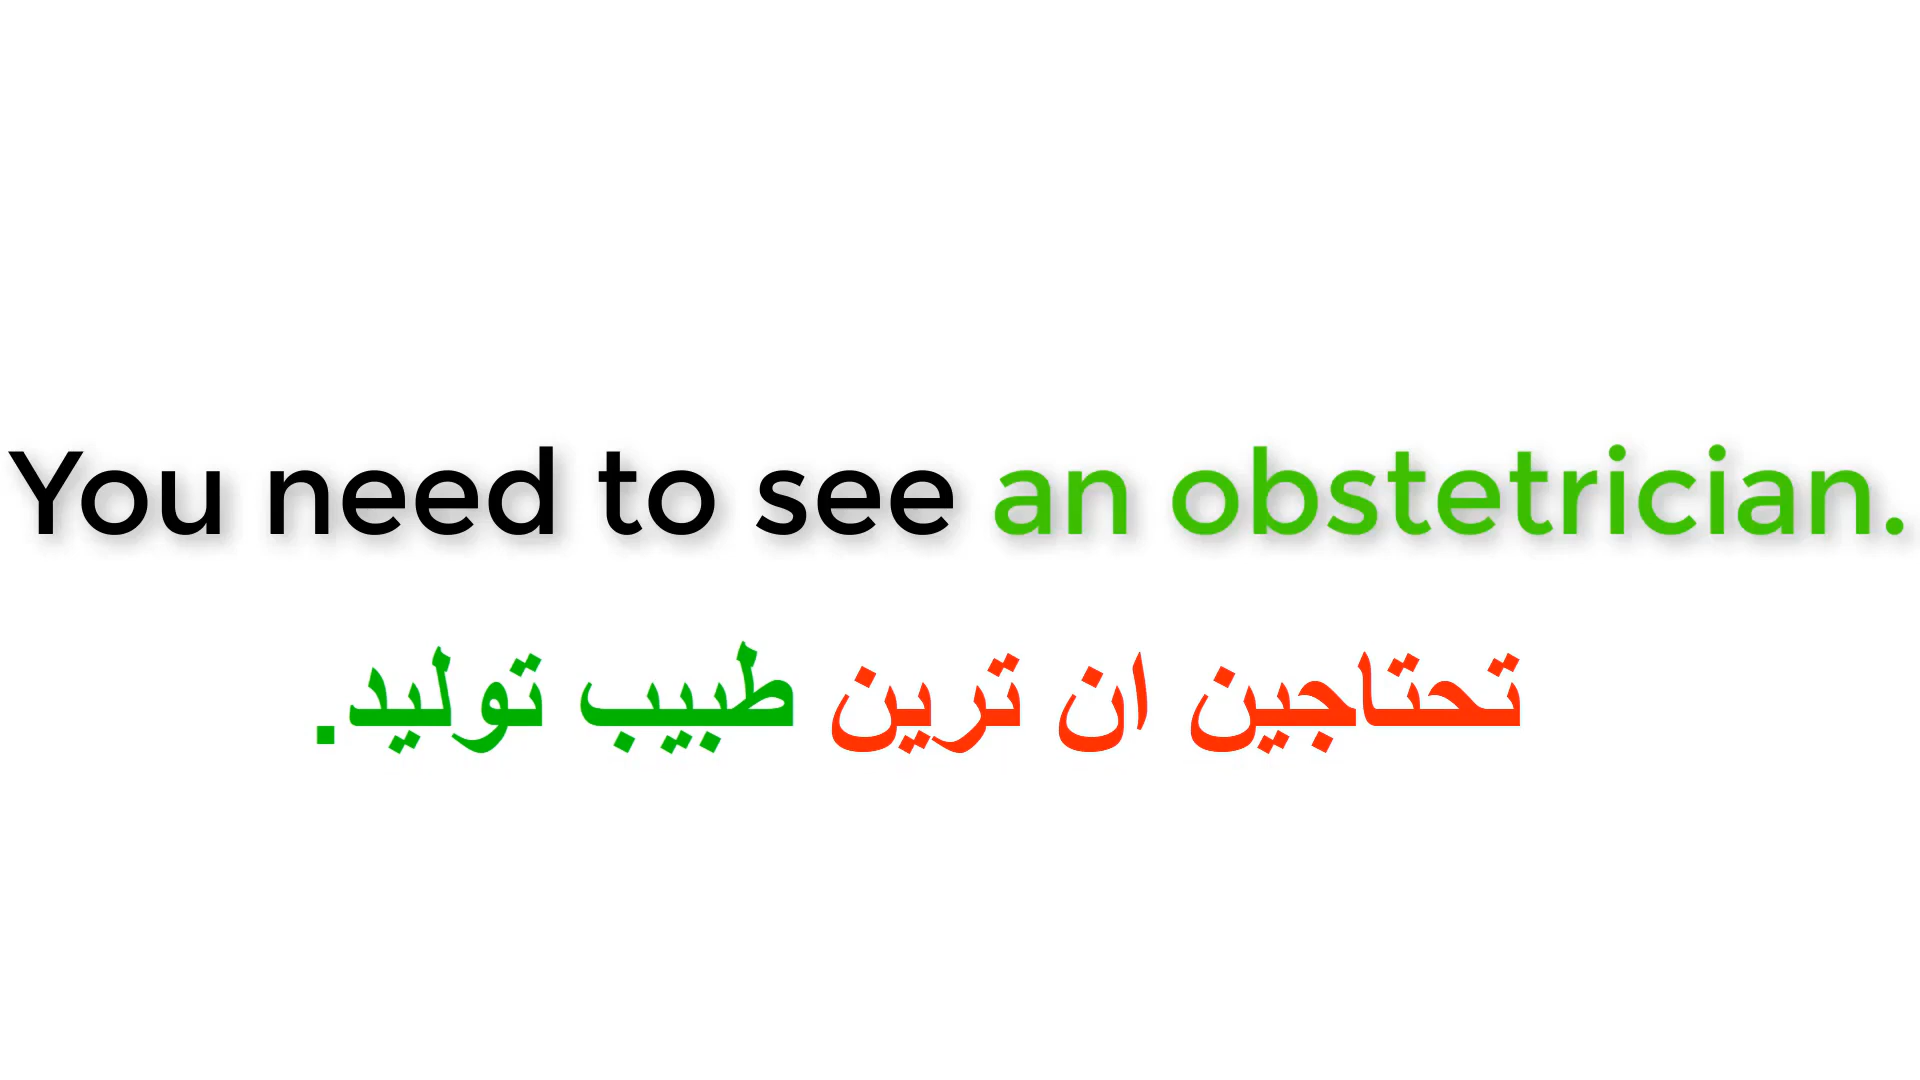 You need to see an obstetrician.
تحتاجين ان ترين طبيب توليد.